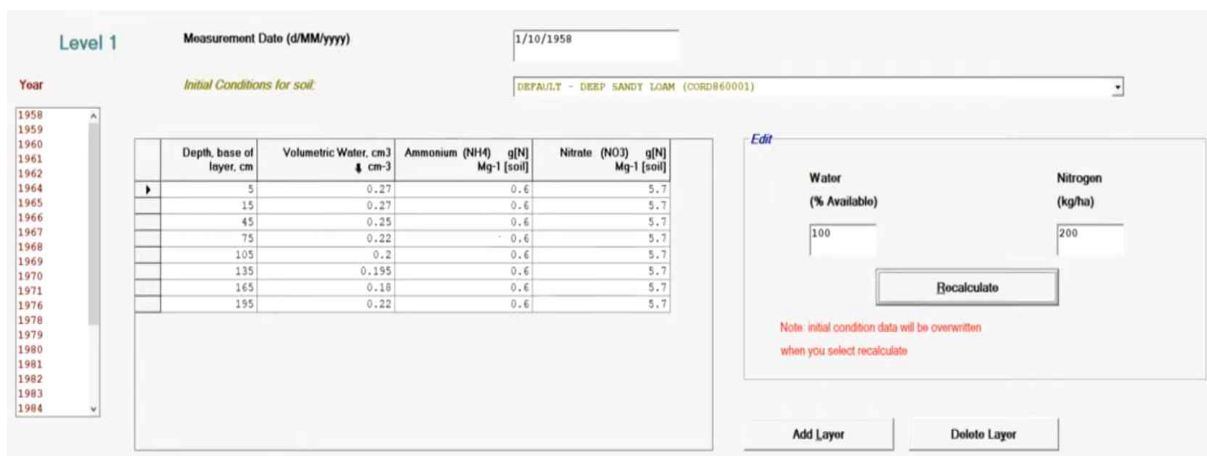 Level 1
Measurement Date (d/MM/yyyy)
1/10/1958
Year
Initial Conditions for soil:
DEFAULT - DEEP SANDY LOAM (CORD860001)
1958
1959
1960
1961
1962
1964
1965
1966
1967
1968
1969
1970
1971
1976
1978
1979
1980
1981
1982
1983
1984
Depth, base of layer, cm Volumetric Water, cm3 cm-3 Ammonium (NH4) g[N] Mg-1 [soil] Nitrate (NO3) g[N] Mg-1 [soil]
5 0.27 0.6 5.7
15 0.27 0.6 5.7
45 0.25 0.6 5.7
75 0.22 0.6 5.7
105 0.2 0.6 5.7
135 0.195 0.6 5.7
165 0.18 0.6 5.7
195 0.22 0.6 5.7
Edit
Water Nitrogen
(% Available) (kg/ha)
100 200
Recalculate
Note: initial condition data will be overwritten
when you select recalculate
Add Layer Delete Layer